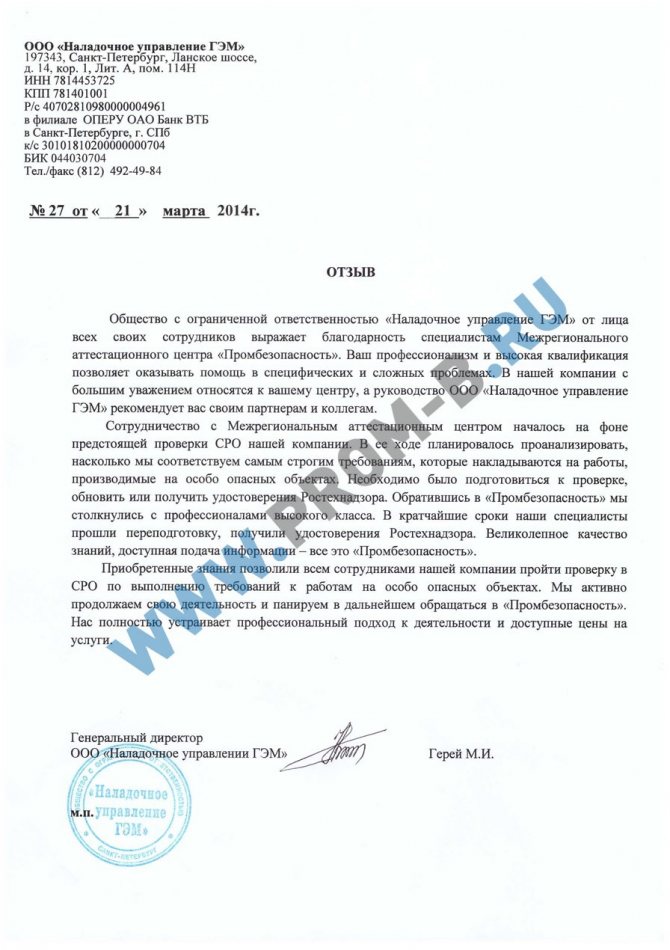 ООО «Наладочное управление ГЭМ»
197343, Санкт-Петербург, Ланское шоссе,
д. 14, кор. 1, Лит. А, пом. 114Н
ИНН 7814453725
КПП 781401001
Р/с 40702810980000004961
в филиале ОПЕРУ ОАО Банк ВТБ
в Санкт-Петербурге, г. СПб
к/с 30101810200000000704
БИК 044030704
Тел./факс (812) 492-49-84
№ 27 от « 21 » марта 2014г.
ОТЗЫВ
Общество с ограниченной ответственностью «Наладочное управление ГЭМ» от лица
всех своих сотрудников выражает благодарность специалистам Межрегионального
аттестационного центра «Промбезопасность». Ваш профессионализм и высокая квалификация
позволяет оказывать помощь в специфических и сложных проблемах. В нашей компании с
большим уважением относятся к вашему центру, а руководство ООО «Наладочное управление
ГЭМ» рекомендует вас своим партнерам и коллегам.
Сотрудничество с Межрегиональным аттестационным центром началось на фоне
предстоящей проверки СРО нашей компании. В ее ходе планировалось проанализировать,
насколько мы соответствуем самым строгим требованиям, которые накладываются на работы,
производимые на особо опасных объектах. Необходимо было подготовиться к проверке,
обновить или получить удостоверения Ростехнадзора. Обратившись в «Промбезопасность» мы
столкнулись с профессионалами высокого класса. В кратчайшие сроки наши специалисты
прошли переподготовку, получили удостоверения Ростехнадзора. Великолепное качество
знаний, доступная подача информации – все это «Промбезопасность».
Приобретенные знания позволили всем сотрудниками нашей компании пройти проверку в
СРО по выполнению требований к работам на особо опасных объектах. Мы активно
продолжаем свою деятельность и панируем в дальнейшем обращаться в «Промбезопасность».
Нас полностью устраивает профессиональный подход к деятельности и доступные цены на
услуги.
WWW.PROM-B.RU
Генеральный директор
ООО «Наладочное управлении ГЭМ»
Герей М.И.
м.п.
ОБЩЕСТВО С ОГРАНИЧЕННОЙ ОТВЕТСТВЕННОСТЬЮ
«Наладочное
управление
ГЭМ»
САНКТ-ПЕТЕРБУРГ